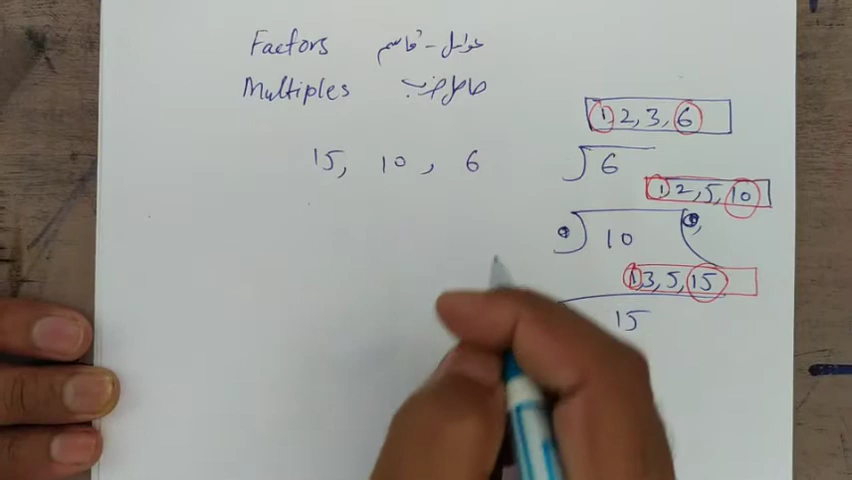 Factors عوامل - قاسم
Multiples حاصل ضرب
1, 2, 3, 6
15, 10, 6
6
1, 2, 5, 10
10
1, 3, 5, 15
15